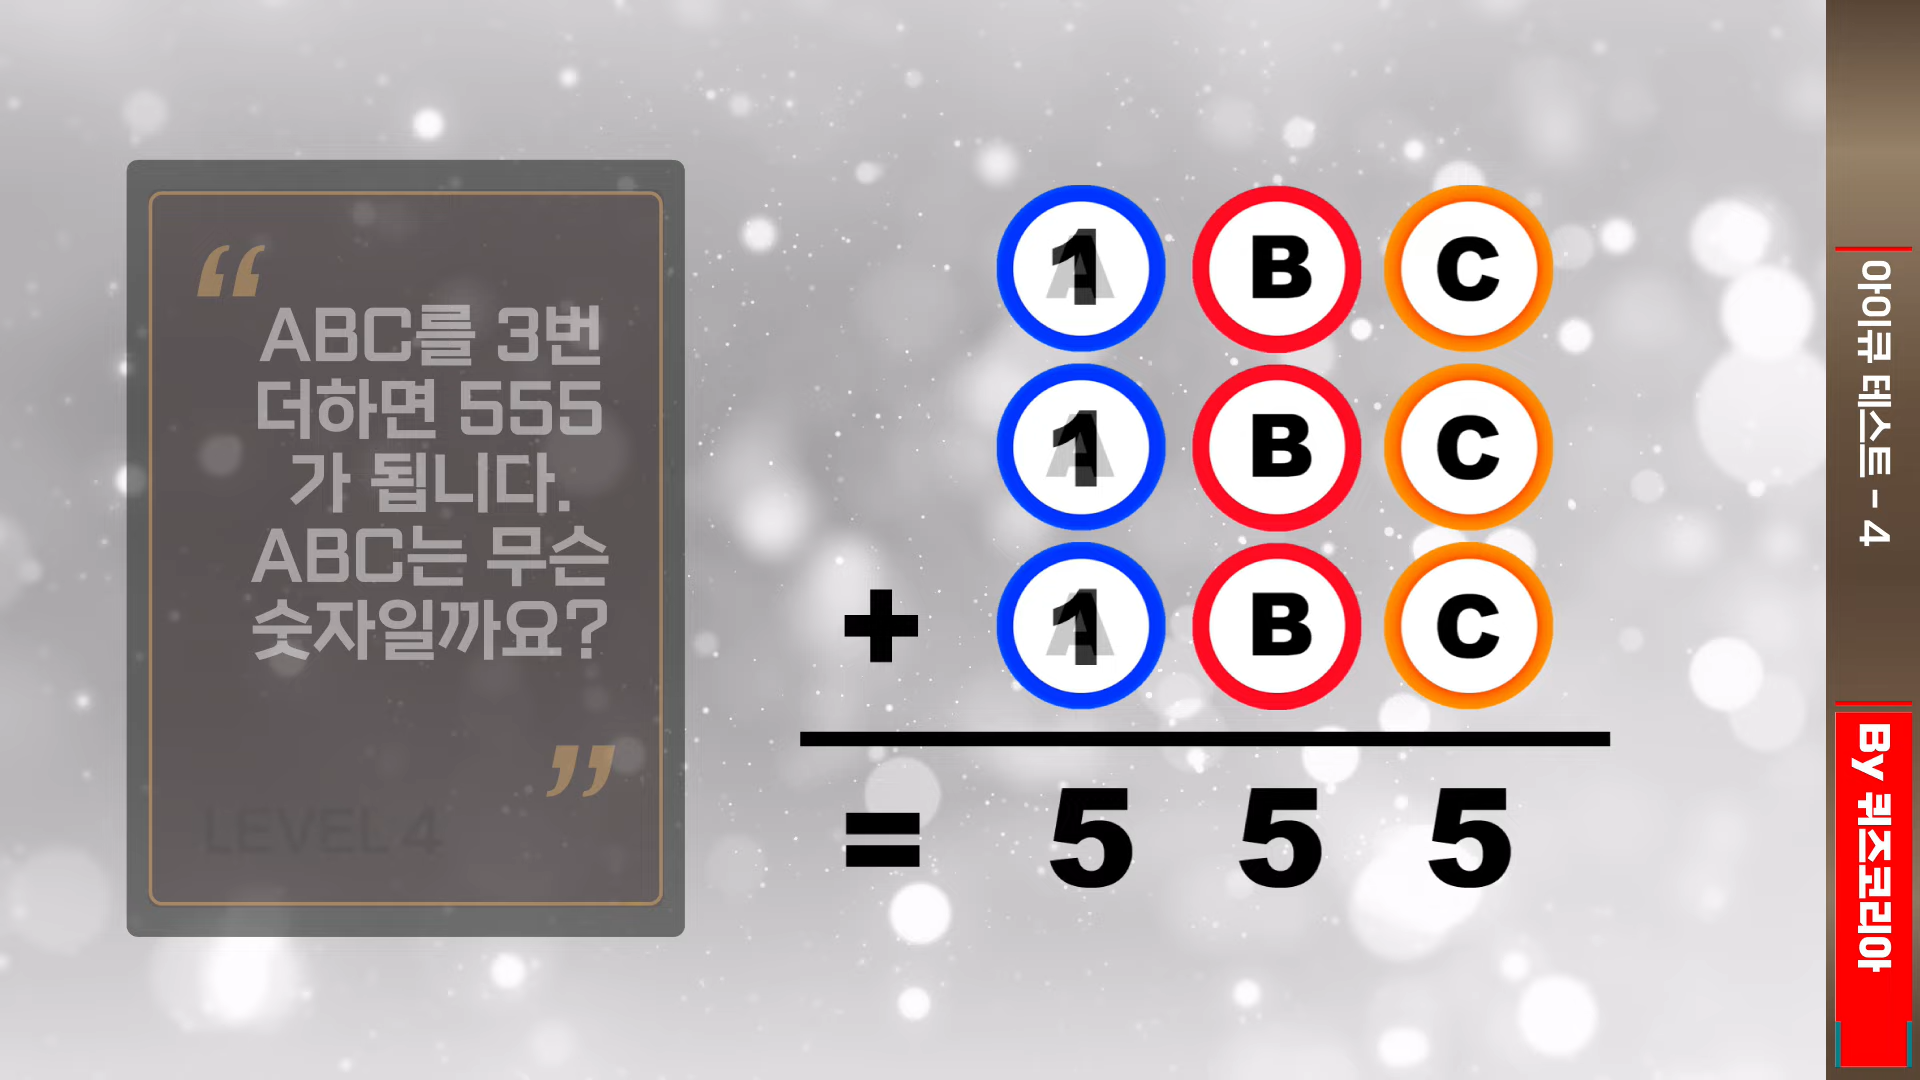 “
ABC를 3번
더하면 555
가 됩니다.
ABC는 무슨
숫자일까요?
”
LEVEL 4
1 B C
1 B C
+ 1 B C
= 5 5 5
아이큐 테스트 - 4
By 퀴즈코리아